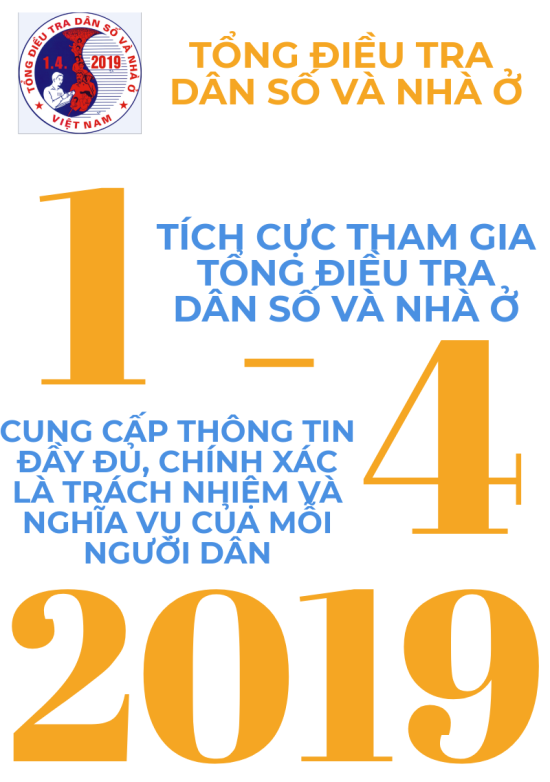 TỔNG ĐIỀU TRA DÂN SỐ VÀ NHÀ Ở
1.4. 2019
VIỆT NAM
TỔNG ĐIỀU TRA
DÂN SỐ VÀ NHÀ Ở
TÍCH CỰC THAM GIA
TỔNG ĐIỀU TRA
DÂN SỐ VÀ NHÀ Ở
1 – 4
CUNG CẤP THÔNG TIN
ĐẦY ĐỦ, CHÍNH XÁC
LÀ TRÁCH NHIỆM VÀ
NGHĨA VỤ CỦA MỖI
NGƯỜI DÂN
2019